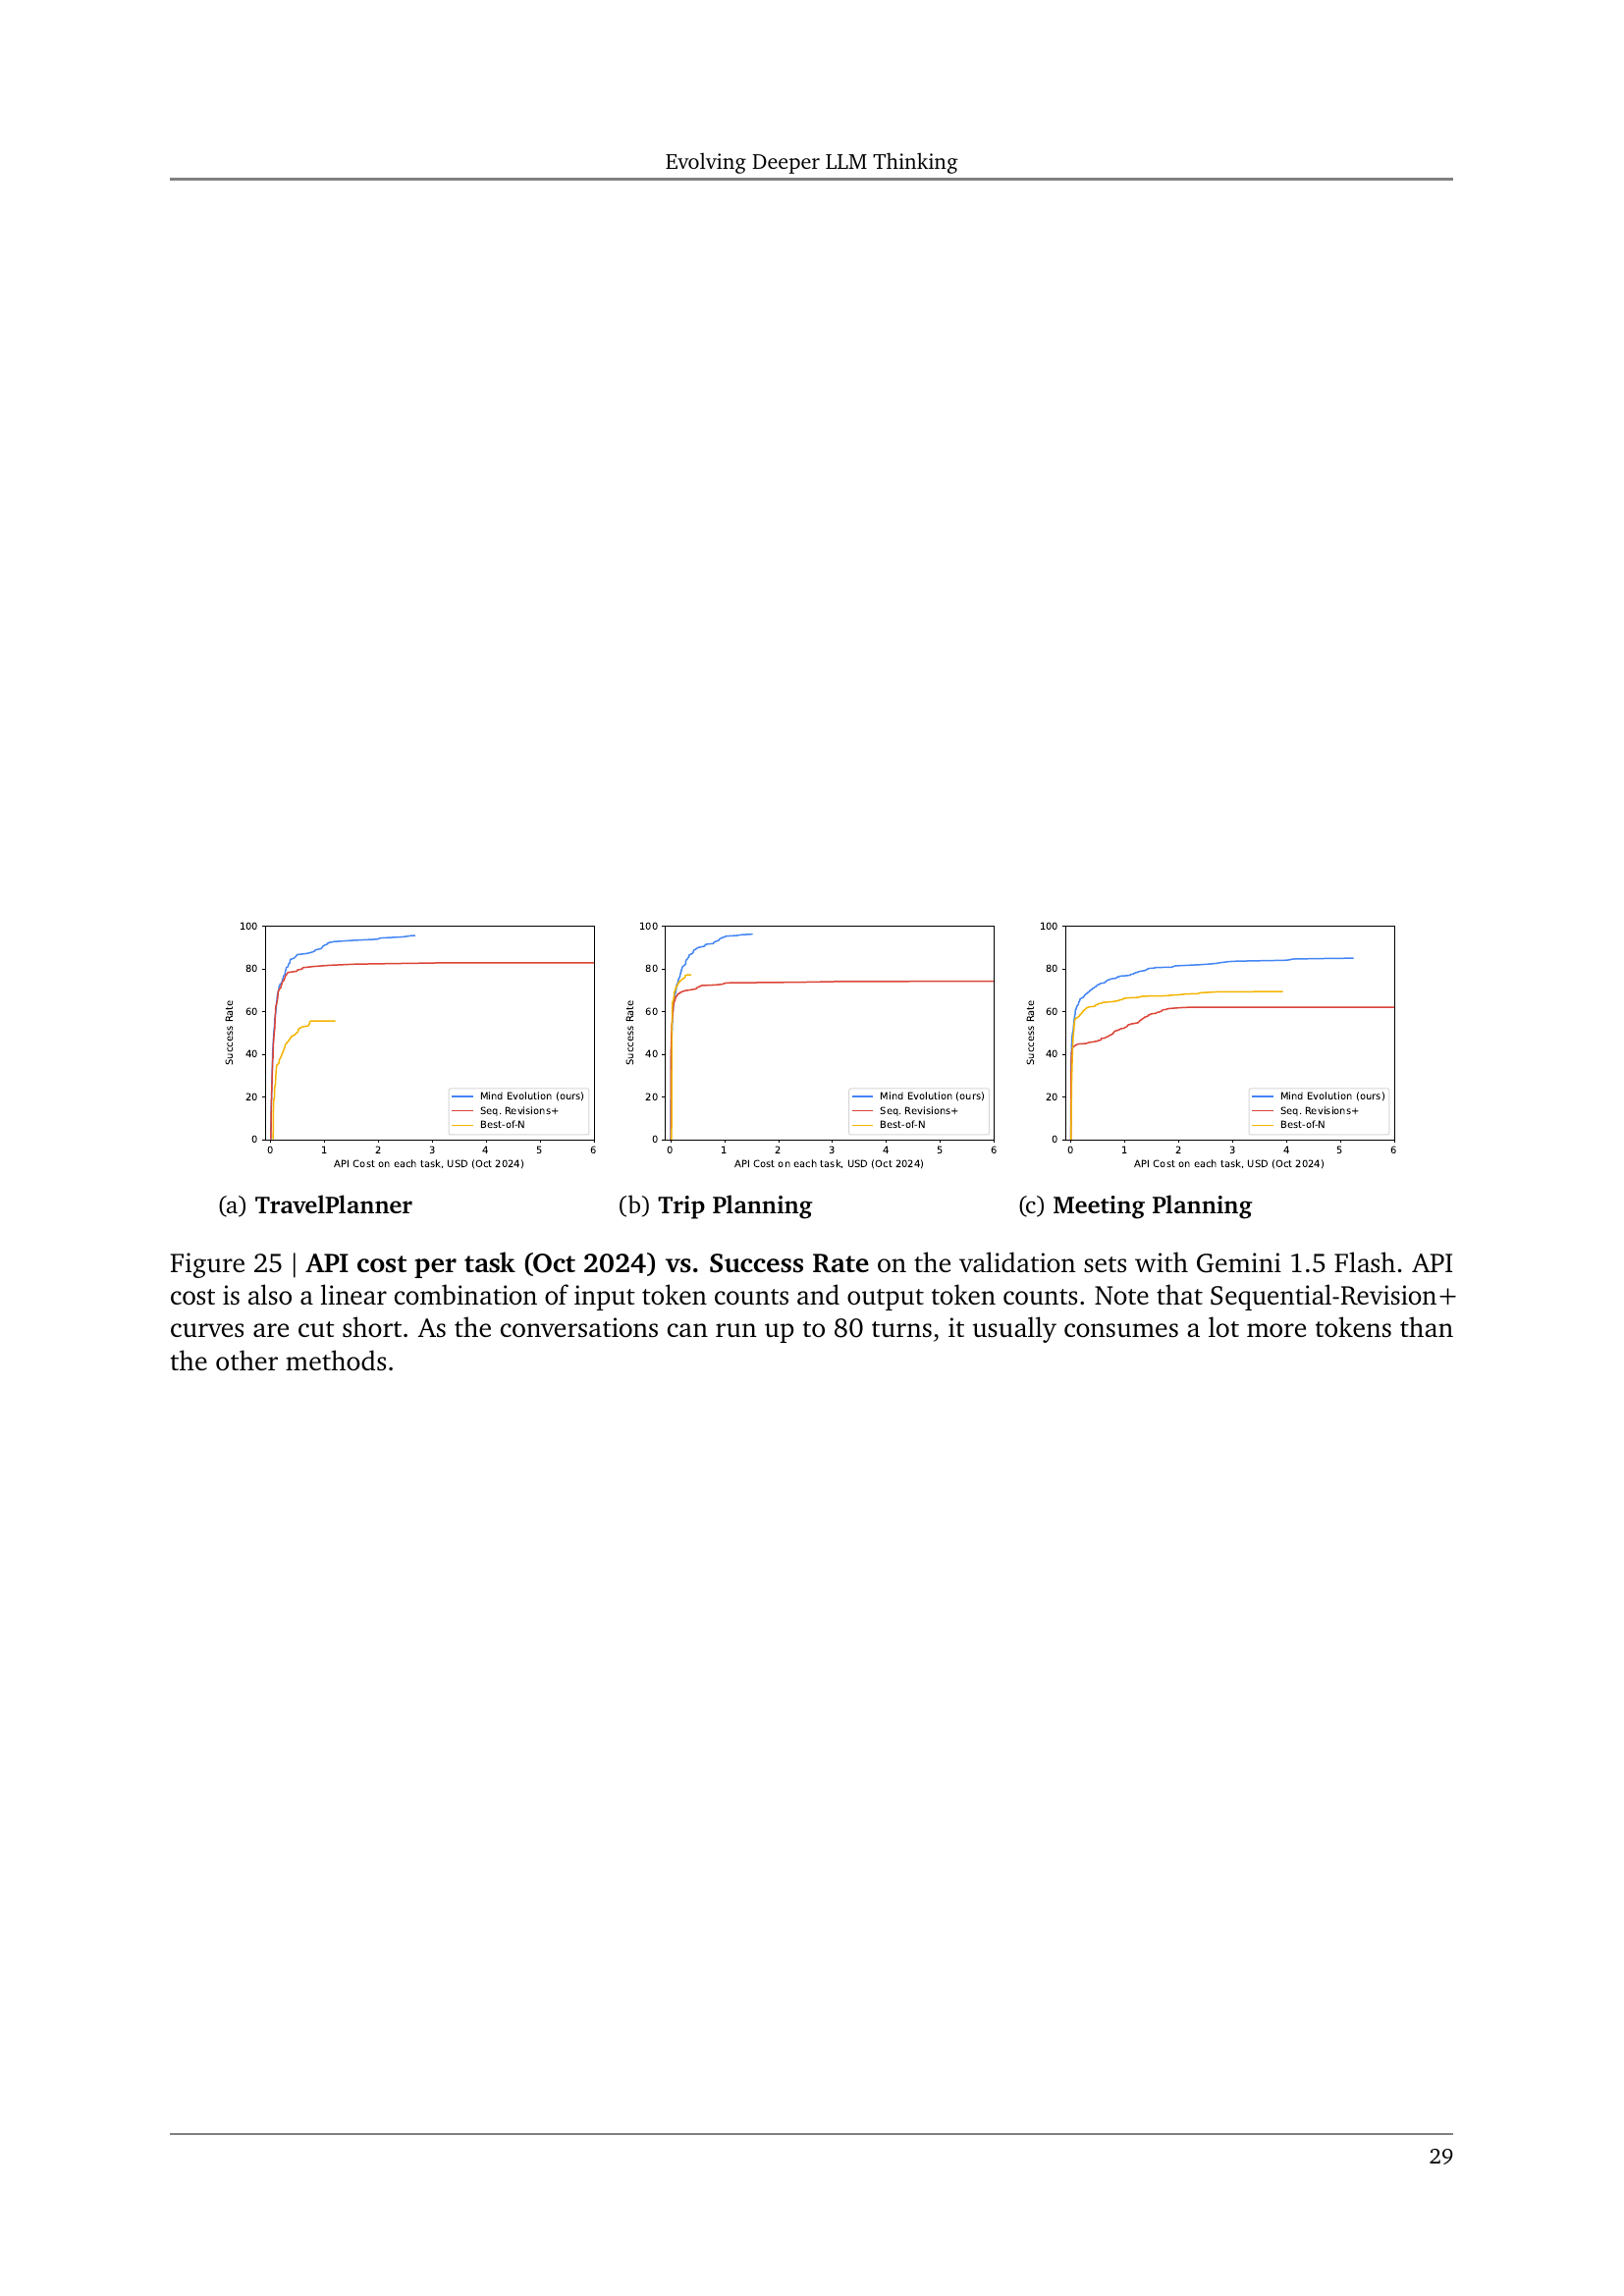 Evolving Deeper LLM Thinking
100
80
60
40
20
0
Success Rate
0 1 2 3 4 5 6
API Cost on each task, USD (Oct 2024)
Mind Evolution (ours)
Seq. Revisions+
Best-of-N
(a) TravelPlanner
100
80
60
40
20
0
Success Rate
0 1 2 3 4 5 6
API Cost on each task, USD (Oct 2024)
Mind Evolution (ours)
Seq. Revisions+
Best-of-N
(b) Trip Planning
100
80
60
40
20
0
Success Rate
0 1 2 3 4 5 6
API Cost on each task, USD (Oct 2024)
Mind Evolution (ours)
Seq. Revisions+
Best-of-N
(c) Meeting Planning
Figure 25 | API cost per task (Oct 2024) vs. Success Rate on the validation sets with Gemini 1.5 Flash. API
cost is also a linear combination of input token counts and output token counts. Note that Sequential-Revision+
curves are cut short. As the conversations can run up to 80 turns, it usually consumes a lot more tokens than
the other methods.
29